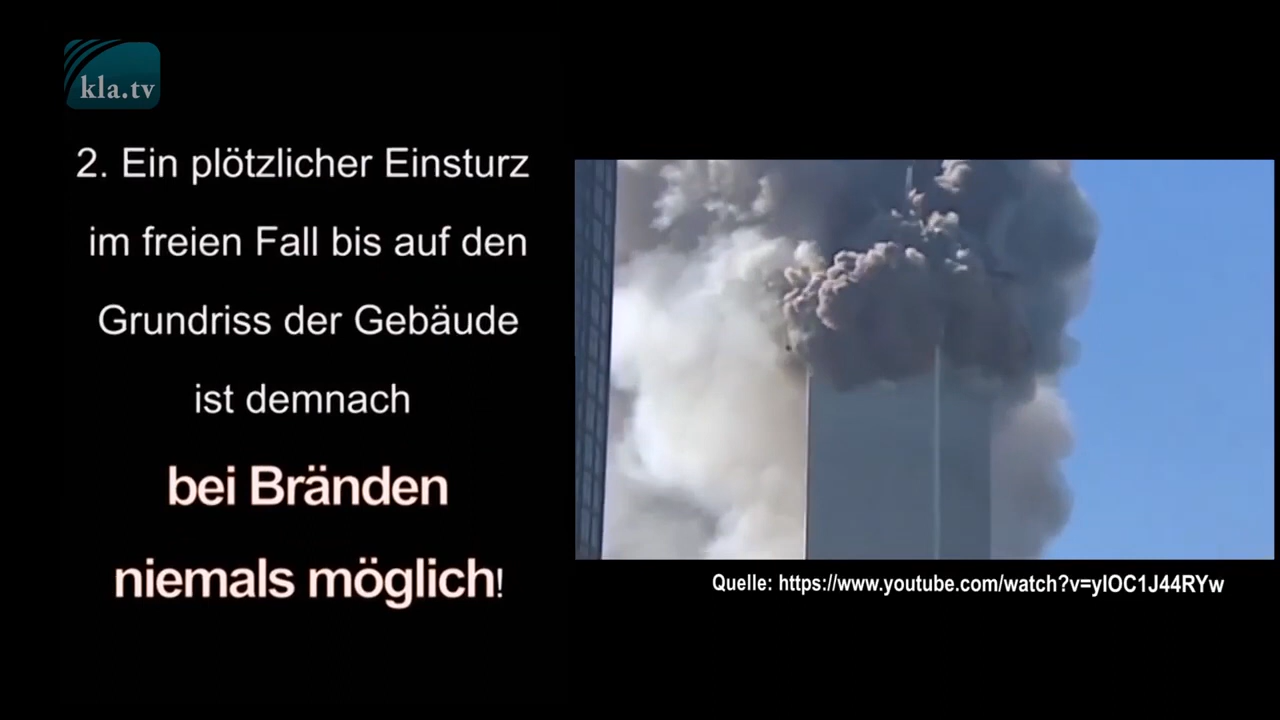 kla.tv
2. Ein plötzlicher Einsturz
im freien Fall bis auf den
Grundriss der Gebäude
ist demnach
bei Bränden
niemals möglich!
Quelle: https://www.youtube.com/watch?v=yIOC1J44RYw